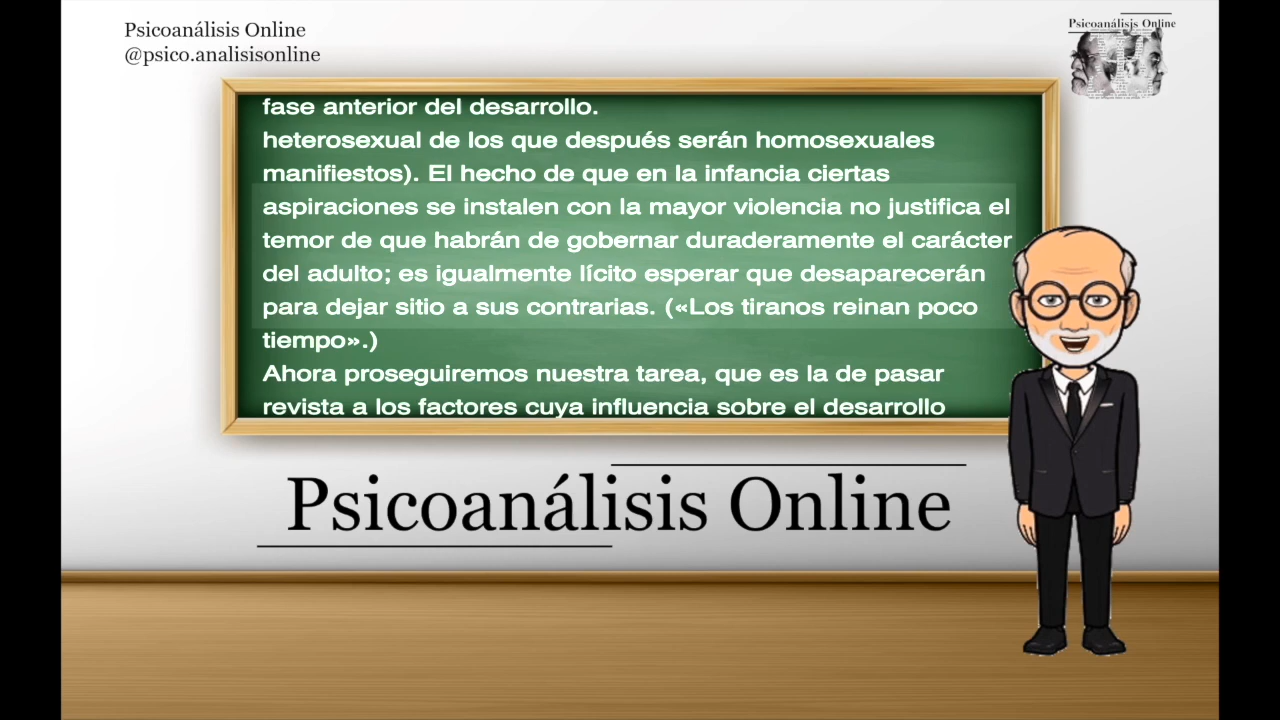 Psicoanálisis Online
@psico.analisisonline
Psicoanálisis Online
fase anterior del desarrollo.
heterosexual de los que después serán homosexuales
manifiestos). El hecho de que en la infancia ciertas
aspiraciones se instalen con la mayor violencia no justifica el
temor de que habrán de gobernar duraderamente el carácter
del adulto; es igualmente lícito esperar que desaparecerán
para dejar sitio a sus contrarias. («Los tiranos reinan poco
tiempo».)
Ahora proseguiremos nuestra tarea, que es la de pasar
revista a los factores cuya influencia sobre el desarrollo
Psicoanálisis Online